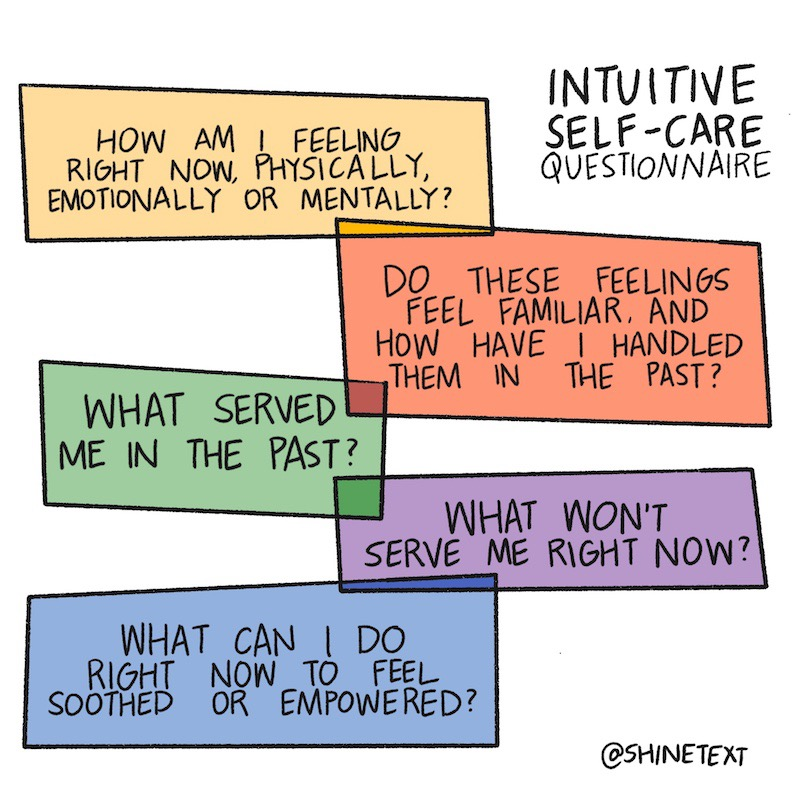 INTUITIVE
SELF-CARE
QUESTIONNAIRE
HOW AM I FEELING
RIGHT NOW, PHYSICALLY,
EMOTIONALLY OR MENTALLY?
DO THESE FEELINGS
FEEL FAMILIAR, AND
HOW HAVE I HANDLED
THEM IN THE PAST?
WHAT SERVED
ME IN THE PAST?
WHAT WON'T
SERVE ME RIGHT NOW?
WHAT CAN I DO
RIGHT NOW TO FEEL
SOOTHED OR EMPOWERED?
@SHINETEXT